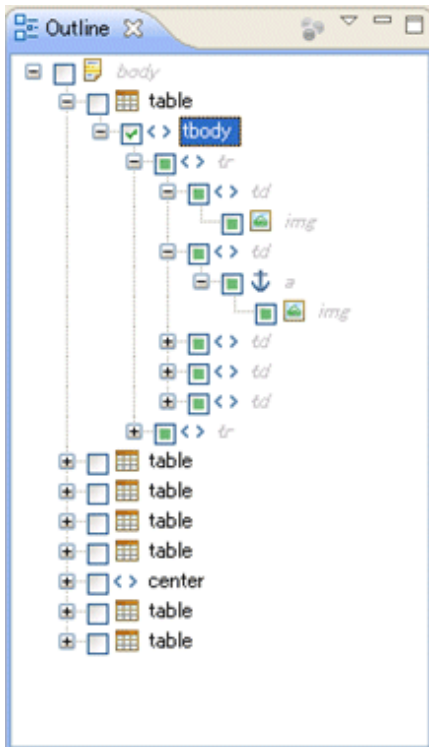 Outline
body
table
tbody
tr
td
img
td
a
img
td
td
td
tr
table
table
table
table
center
table
table